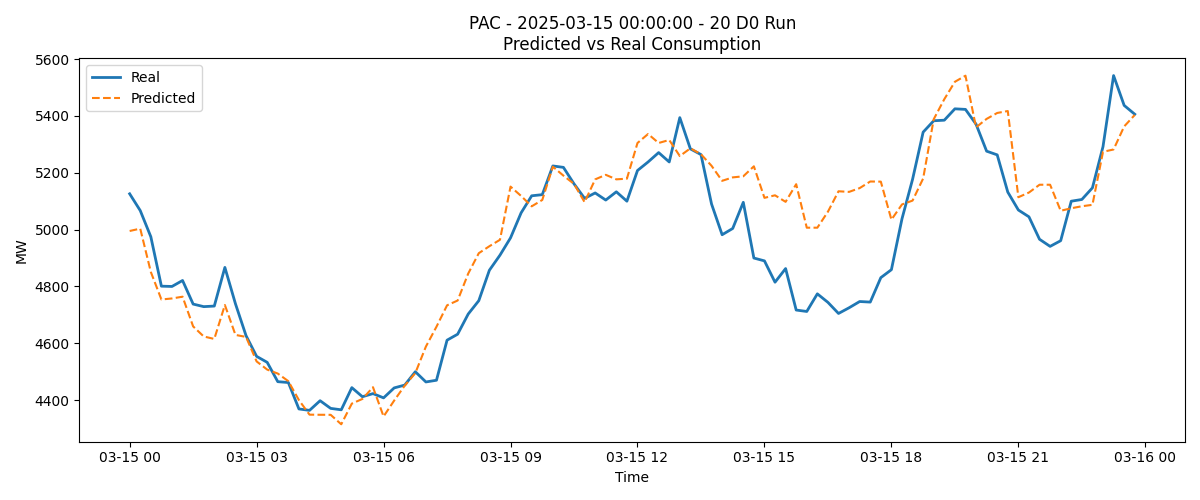 PAC - 2025-03-15 00:00:00 - 20 D0 Run
Predicted vs Real Consumption
Real
Predicted
MW
5600
5400
5200
5000
4800
4600
4400
03-15 00
03-15 03
03-15 06
03-15 09
03-15 12
03-15 15
03-15 18
03-15 21
03-16 00
Time